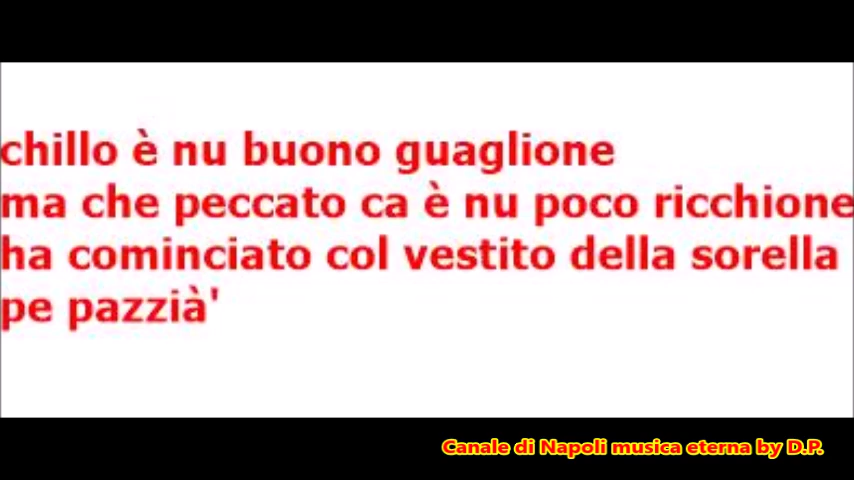 chillo è nu buono guaglione
ma che peccato ca è nu poco ricchione
ha cominciato col vestito della sorella
pe pazzià'
Canale di Napoli musica eterna by D.P.